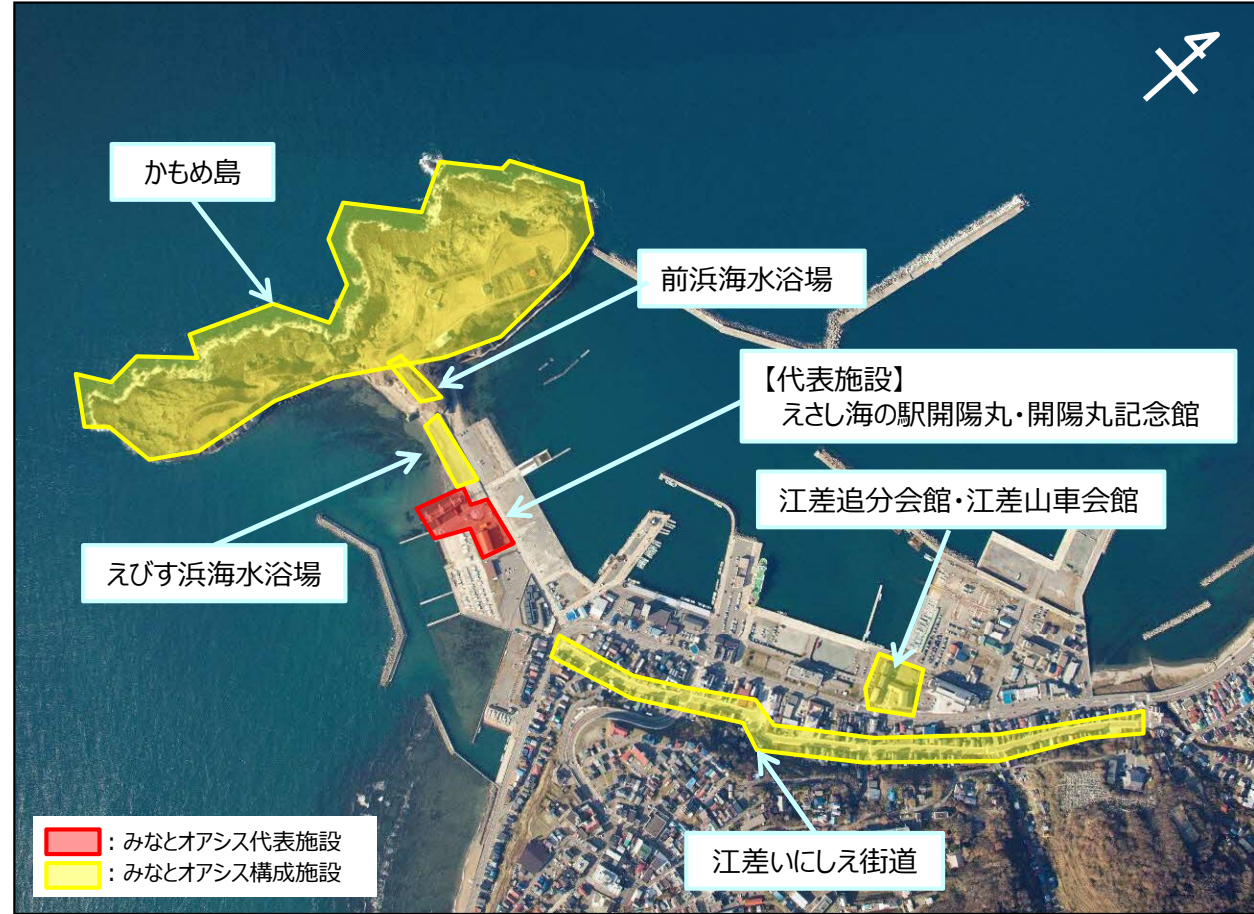 かもめ島
前浜海水浴場
【代表施設】
えさし海の駅開陽丸・開陽丸記念館
江差追分会館・江差山車会館
えびす浜海水浴場
江差いにしえ街道
：みなとオアシス代表施設
：みなとオアシス構成施設